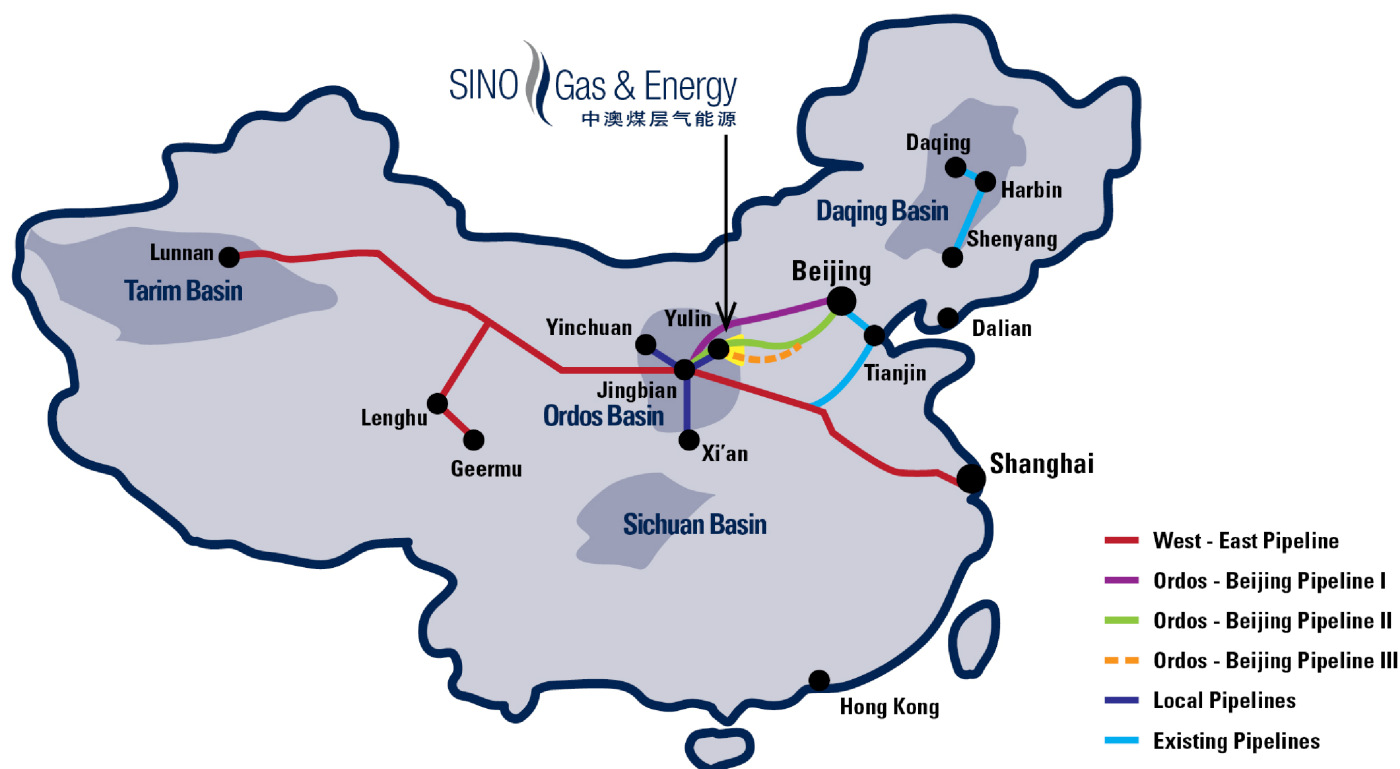 SINO Gas & Energy
中澳煤层气能源
Daqing
Harbin
Daqing Basin
Shenyang
Lunnan
Tarim Basin
Beijing
Yulin
Yinchuan
Dalian
Tianjin
Jingbian
Ordos Basin
Lenghu
Geermu
Xi'an
Shanghai
Sichuan Basin
Hong Kong
West - East Pipeline
Ordos - Beijing Pipeline I
Ordos - Beijing Pipeline II
Ordos - Beijing Pipeline III
Local Pipelines
Existing Pipelines